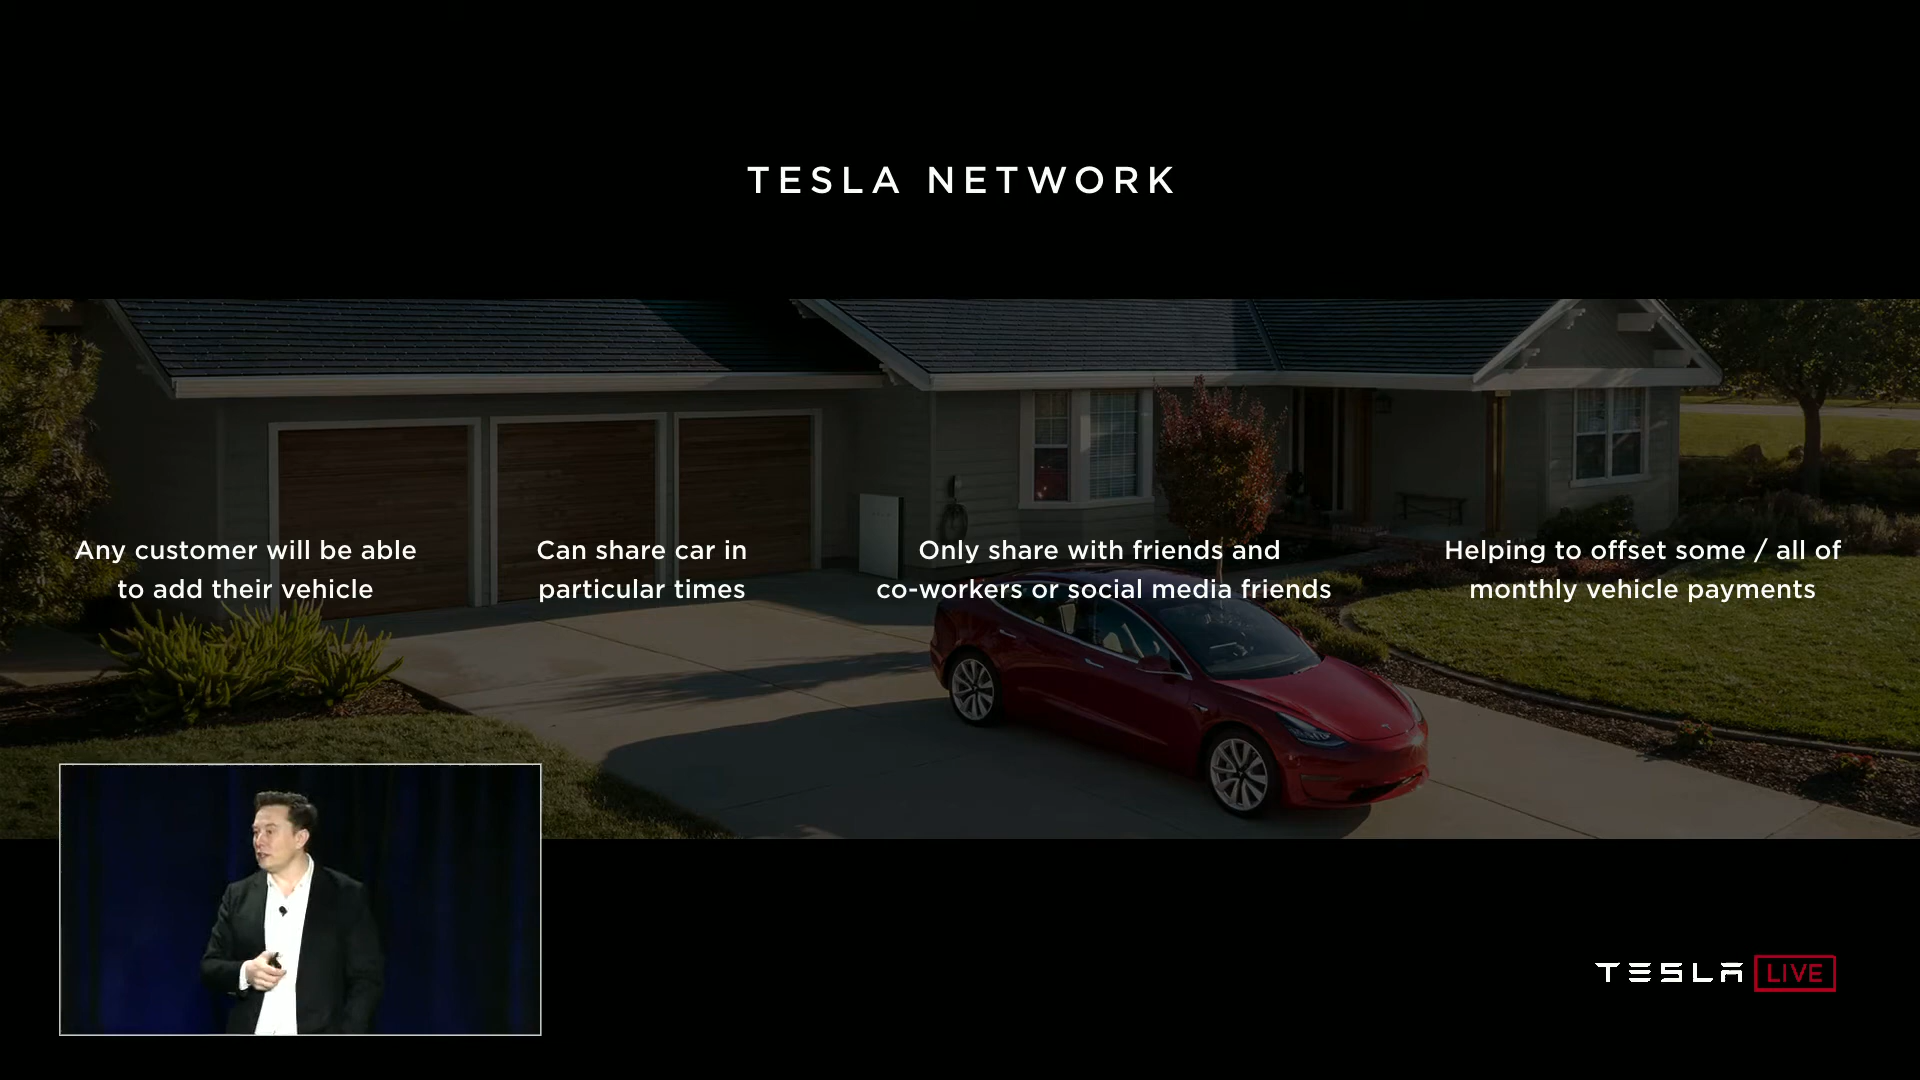 TESLA NETWORK
Any customer will be able
to add their vehicle
Can share car in
particular times
Only share with friends and
co-workers or social media friends
Helping to offset some / all of
monthly vehicle payments
TESLA LIVE